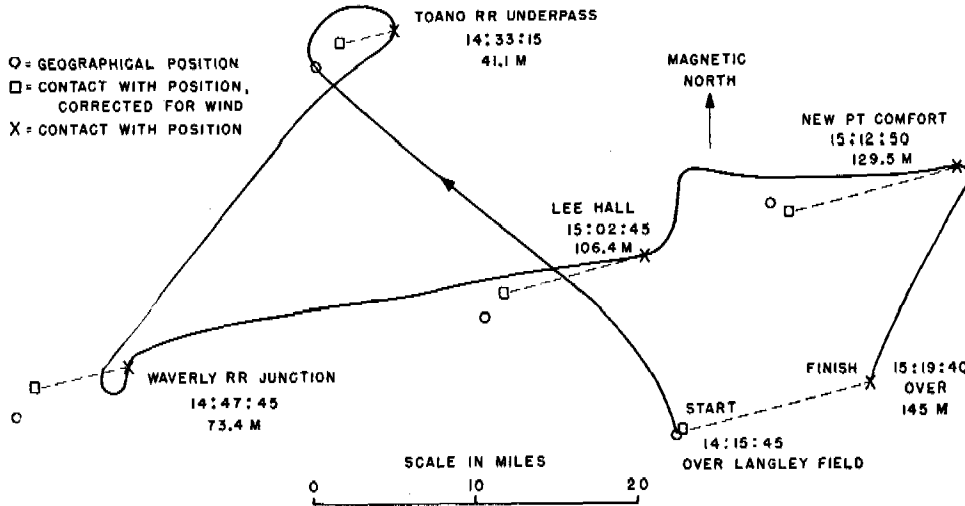 TOANO RR UNDERPASS
14:33:15
41.1 M
O = GEOGRAPHICAL POSITION
□ = CONTACT WITH POSITION,
CORRECTED FOR WIND
X = CONTACT WITH POSITION
MAGNETIC
NORTH
NEW PT COMFORT
15:12:50
129.5 M
LEE HALL
15:02:45
106.4 M
WAVERLY RR JUNCTION
14:47:45
73.4 M
FINISH
15:19:40
OVER
145 M
START
14:15:45
OVER LANGLEY FIELD
SCALE IN MILES
0 10 20